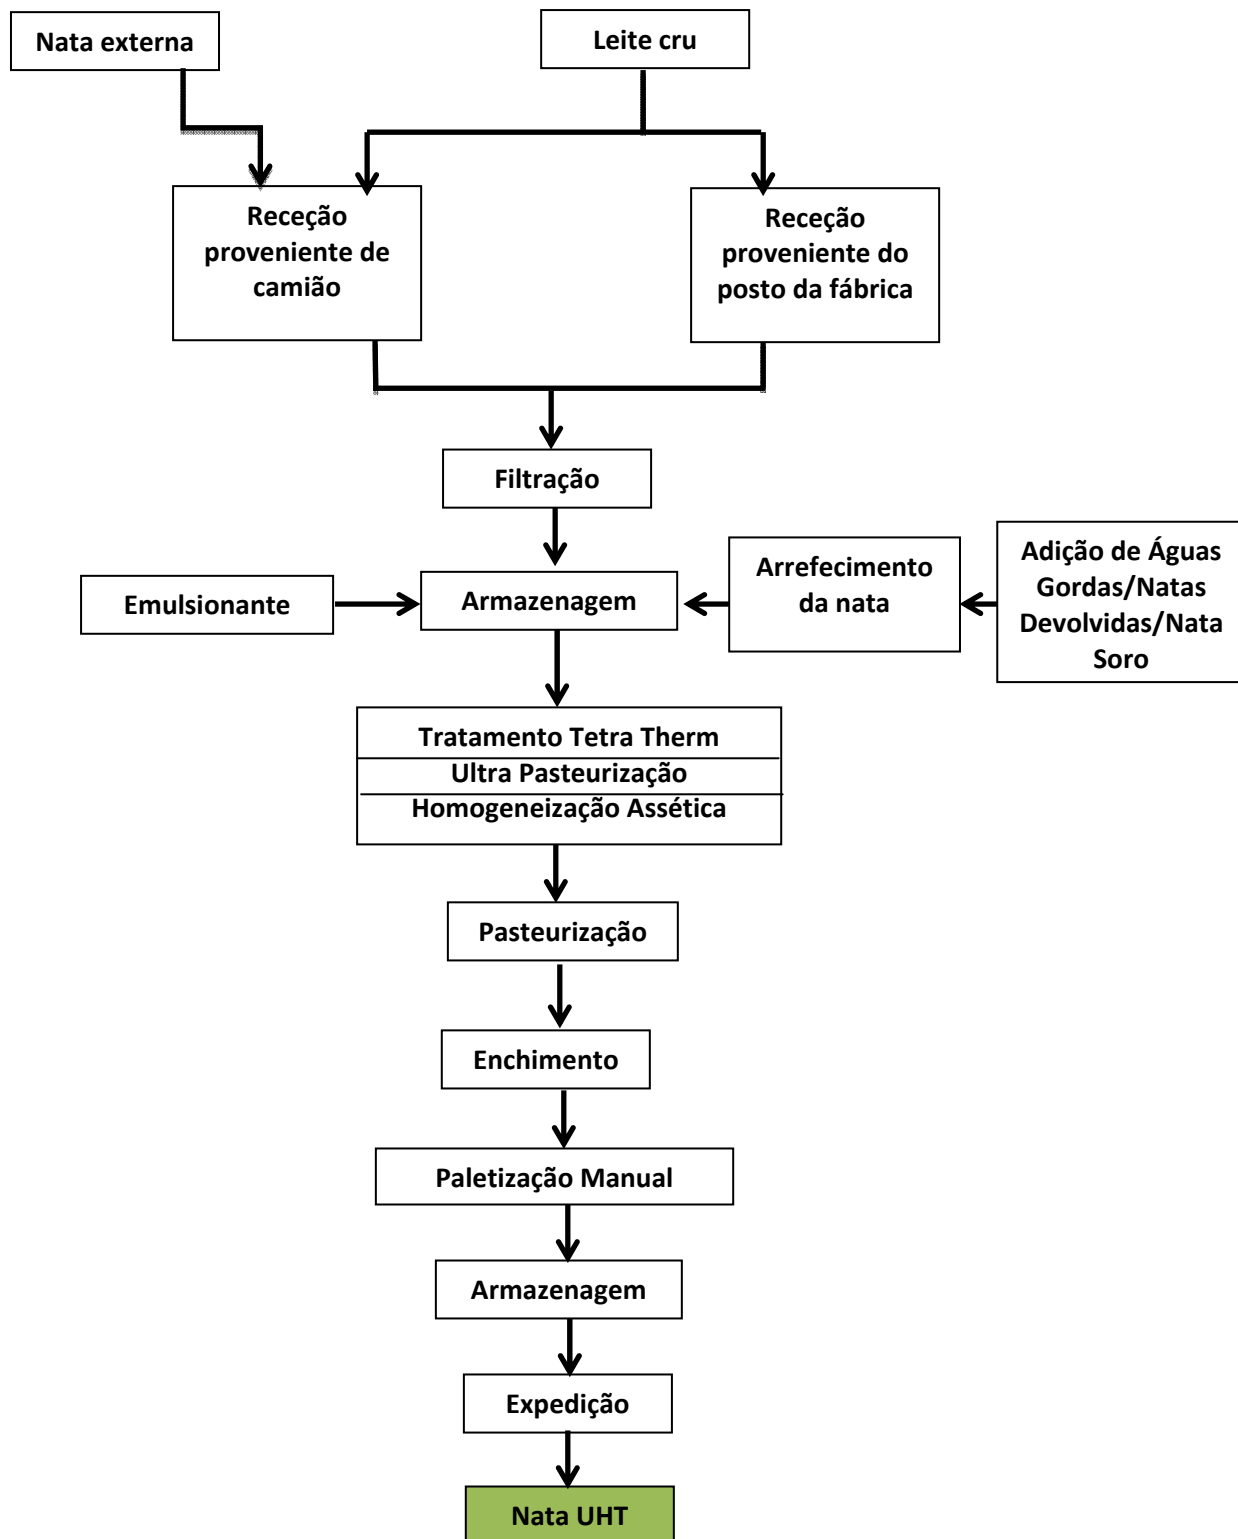 Nata externa
Leite cru
Receção
proveniente de
camião
Receção
proveniente do
posto da fábrica
Filtração
Emulsionante
Armazenagem
Arrefecimento
da nata
Adição de Águas
Gordas/Natas
Devolvidas/Nata
Soro
Tratamento Tetra Therm
Ultra Pasteurização
Homogeneização Assética
Pasteurização
Enchimento
Paletização Manual
Armazenagem
Expedição
Nata UHT